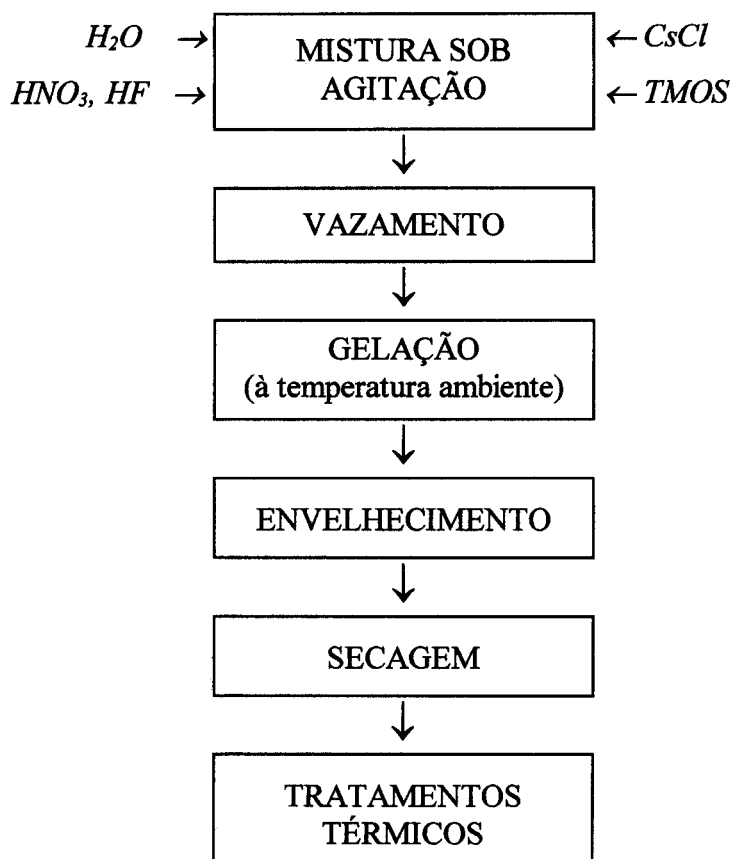 H₂O → MISTURA SOB ← CsCl
HNO₃, HF → AGITAÇÃO ← TMOS
↓
VAZAMENTO
↓
GELAÇÃO
(à temperatura ambiente)
↓
ENVELHECIMENTO
↓
SECAGEM
↓
TRATAMENTOS
TÉRMICOS